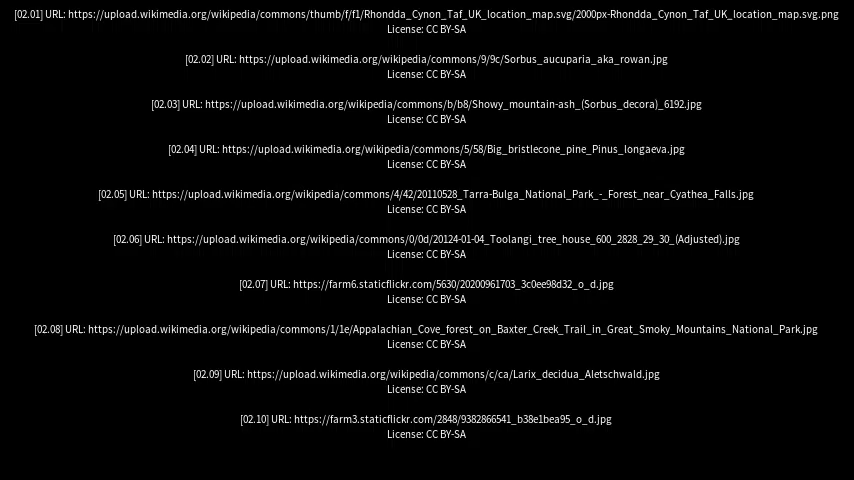 [02.01] URL: https://upload.wikimedia.org/wikipedia/commons/thumb/f/f1/Rhondda_Cynon_Taf_UK_location_map.svg/2000px-Rhondda_Cynon_Taf_UK_location_map.svg.png
License: CC BY-SA
[02.02] URL: https://upload.wikimedia.org/wikipedia/commons/9/9c/Sorbus_aucuparia_aka_rowan.jpg
License: CC BY-SA
[02.03] URL: https://upload.wikimedia.org/wikipedia/commons/b/b8/Showy_mountain-ash_(Sorbus_decora)_6192.jpg
License: CC BY-SA
[02.04] URL: https://upload.wikimedia.org/wikipedia/commons/5/58/Big_bristlecone_pine_Pinus_longaeva.jpg
License: CC BY-SA
[02.05] URL: https://upload.wikimedia.org/wikipedia/commons/4/42/20110528_Tarra-Bulga_National_Park_-_Forest_near_Cyathea_Falls.jpg
License: CC BY-SA
[02.06] URL: https://upload.wikimedia.org/wikipedia/commons/0/0d/20124-01-04_Toolangi_tree_house_600_2828_29_30_(Adjusted).jpg
License: CC BY-SA
[02.07] URL: https://farm6.staticflickr.com/5630/20200961703_3c0ee98d32_o_d.jpg
License: CC BY-SA
[02.08] URL: https://upload.wikimedia.org/wikipedia/commons/1/1e/Appalachian_Cove_forest_on_Baxter_Creek_Trail_in_Great_Smoky_Mountains_National_Park.jpg
License: CC BY-SA
[02.09] URL: https://upload.wikimedia.org/wikipedia/commons/c/ca/Larix_decidua_Aletschwald.jpg
License: CC BY-SA
[02.10] URL: https://farm3.staticflickr.com/2848/9382866541_b38e1bea95_o_d.jpg
License: CC BY-SA